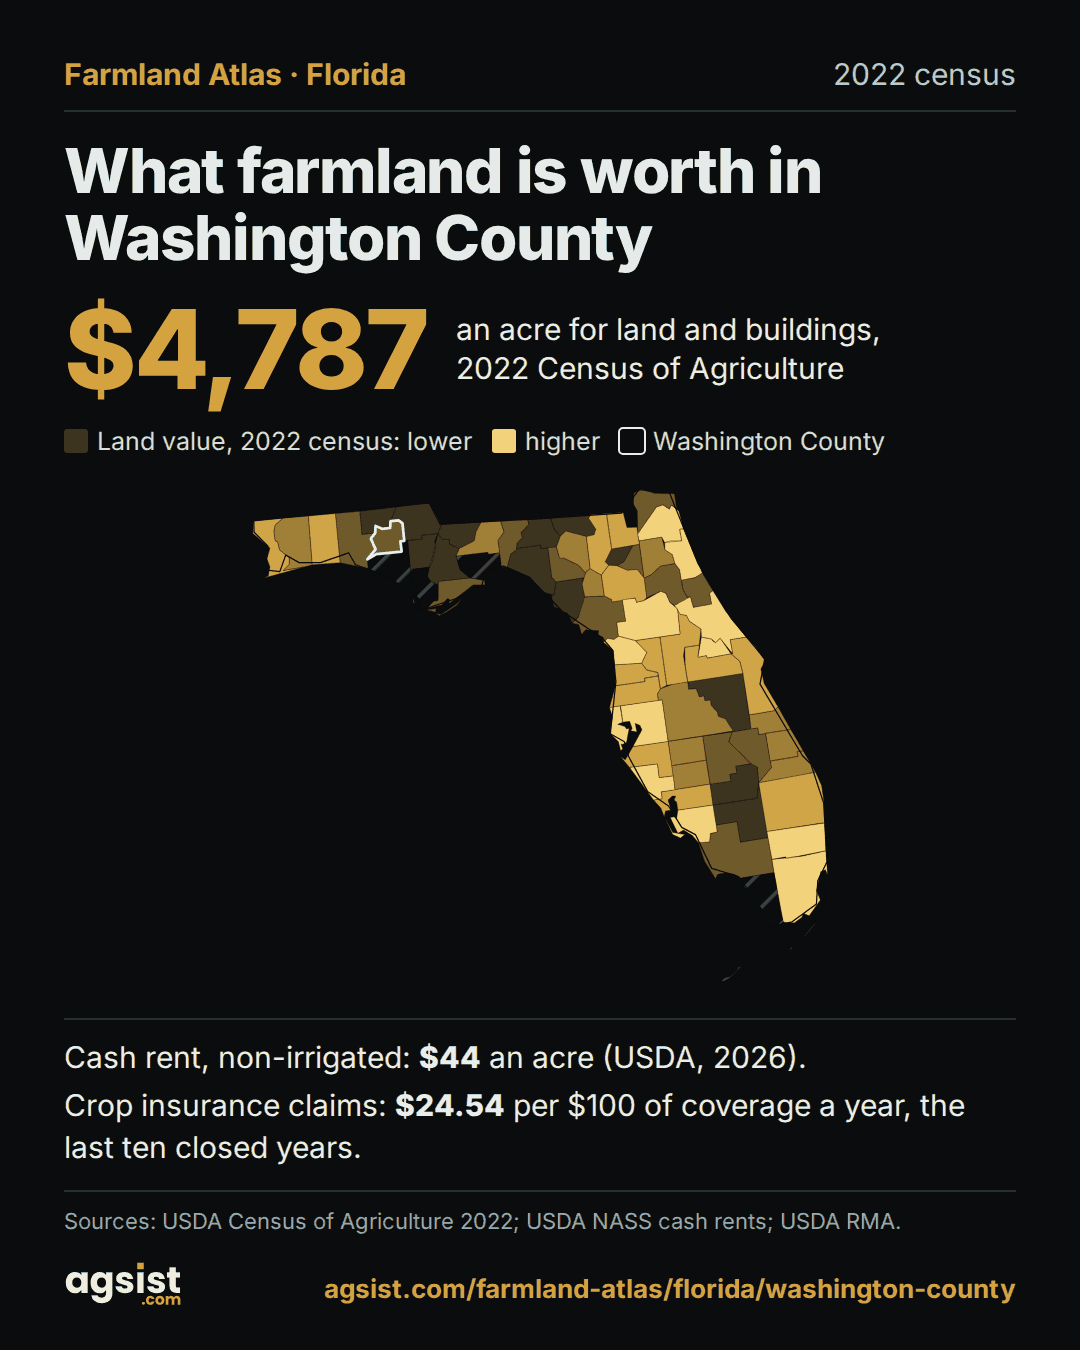 Farmland Atlas · Florida
2022 census
What farmland is worth in
Washington County
$4,787
an acre for land and buildings,
2022 Census of Agriculture
Land value, 2022 census: lower
higher
Washington County
Cash rent, non-irrigated: $44 an acre (USDA, 2026).
Crop insurance claims: $24.54 per $100 of coverage a year, the
last ten closed years.
Sources: USDA Census of Agriculture 2022; USDA NASS cash rents; USDA RMA.
agsist
.com
agsist.com/farmland-atlas/florida/washington-county